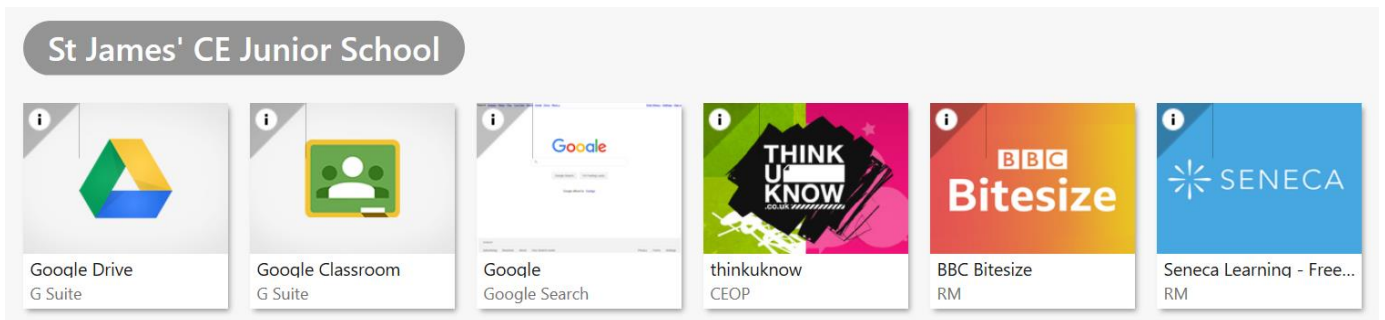 St James' CE Junior School
Google
THINK
U
KNOW
.co.uk
BBC
Bitesize
SENECA
Google Drive
Google Classroom
Google
thinkuknow
BBC Bitesize
Seneca Learning - Free...
G Suite
G Suite
Google Search
CEOP
RM
RM